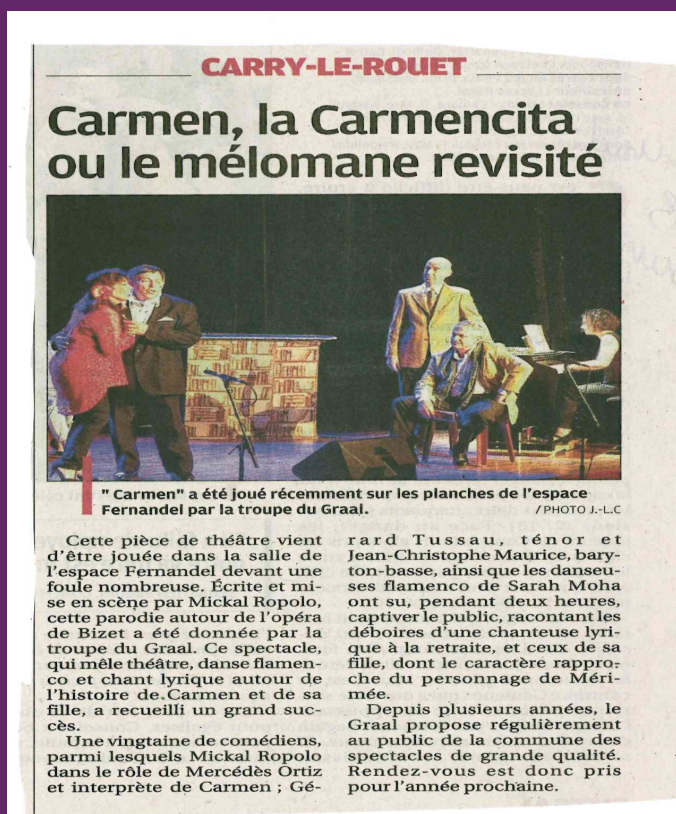 CARRY-LE-ROUET
Carmen, la Carmencita
ou le mélomane revisité
" Carmen" a été joué récemment sur les planches de l'espace
Fernandel par la troupe du Graal.
/ PHOTO J.-L.C
Cette pièce de théâtre vient
d'être jouée dans la salle de
l'espace Fernandel devant une
foule nombreuse. Écrite et mi-
se en scène par Mickal Ropolo,
cette parodie autour de l'opéra
de Bizet a été donnée par la
troupe du Graal. Ce spectacle,
qui mêle théâtre, danse flamen-
co et chant lyrique autour de
l'histoire de Carmen et de sa
fille, a recueilli un grand suc-
cès.
Une vingtaine de comédiens,
parmi lesquels Mickal Ropolo
dans le rôle de Mercédès Ortiz
et interprète de Carmen ; Gé-
rard Tussau, ténor et
Jean-Christophe Maurice, bary-
ton-basse, ainsi que les danseu-
ses flamenco de Sarah Moha
ont su, pendant deux heures,
captiver le public, racontant les
déboires d'une chanteuse lyri-
que à la retraite, et ceux de sa
fille, dont le caractère rappro-
che du personnage de Méri-
mée.
Depuis plusieurs années, le
Graal propose régulièrement
au public de la commune des
spectacles de grande qualité.
Rendez-vous est donc pris
pour l'année prochaine.